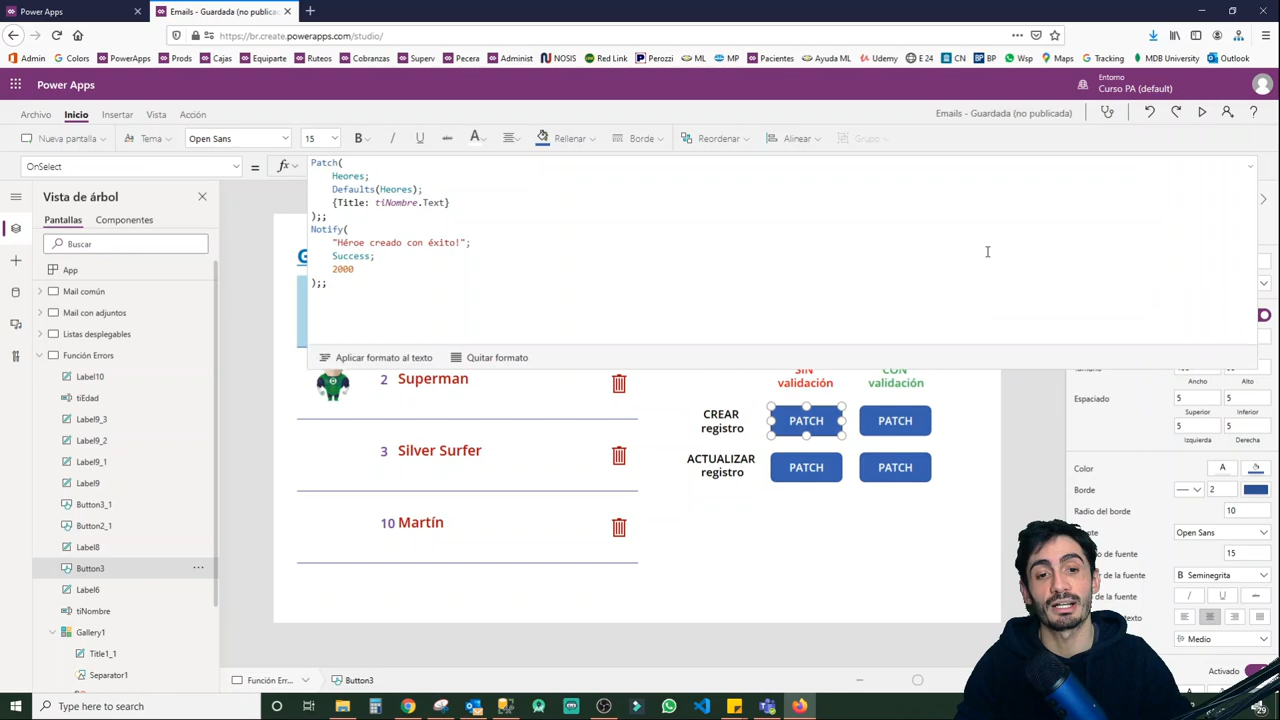 Power Apps
Emails - Guardada (no publica
https://br.create.powerapps.com/studio/
Admin
Colors
PowerApps
Prods
Cajas
Equiparte
Ruteos
Cobranzas
Superv
Pecera
Administ
NOSIS
Red Link
Perozzi
ML
MP
Pacientes
Ayuda ML
Udemy
E 24
CN
BP
Wsp
Maps
Tracking
MDB University
Outlook
Power Apps
Entorno
Curso PA (default)
Archivo
Inicio
Insertar
Vista
Acción
Emails - Guardada (no publicada)
Nueva pantalla
Tema
Open Sans
15
B
Rellenar
Borde
Reordenar
Alinear
Grupo
OnSelect
= fx
Patch(
Heores;
Defaults(Heores);
{Title: tiNombre.Text}
);;
Notify(
"Héroe creado con éxito!";
Success;
2000
);;
Aplicar formato al texto
Quitar formato
Vista de árbol
Pantallas
Componentes
Buscar
App
Mail común
Mail con adjuntos
Listas desplegables
Función Errors
Label10
tiEdad
Label9_3
Label9_2
Label9_1
Label9
Button3_1
Button2_1
Label8
Button3
Label6
tiNombre
Gallery1
Title1_1
Separator1
2 Superman
3 Silver Surfer
10 Martín
SIN
validación
CON
validación
CREAR
registro
PATCH
PATCH
ACTUALIZAR
registro
PATCH
PATCH
Ancho
Alto
Espaciado
5
5
Superior
Inferior
5
5
Izquierda
Derecha
Color
A
Borde
2
Radio del borde
10
Open Sans
15
B Seminegrita
Medio
Activado
Función Err...
Button3
Type here to search
29